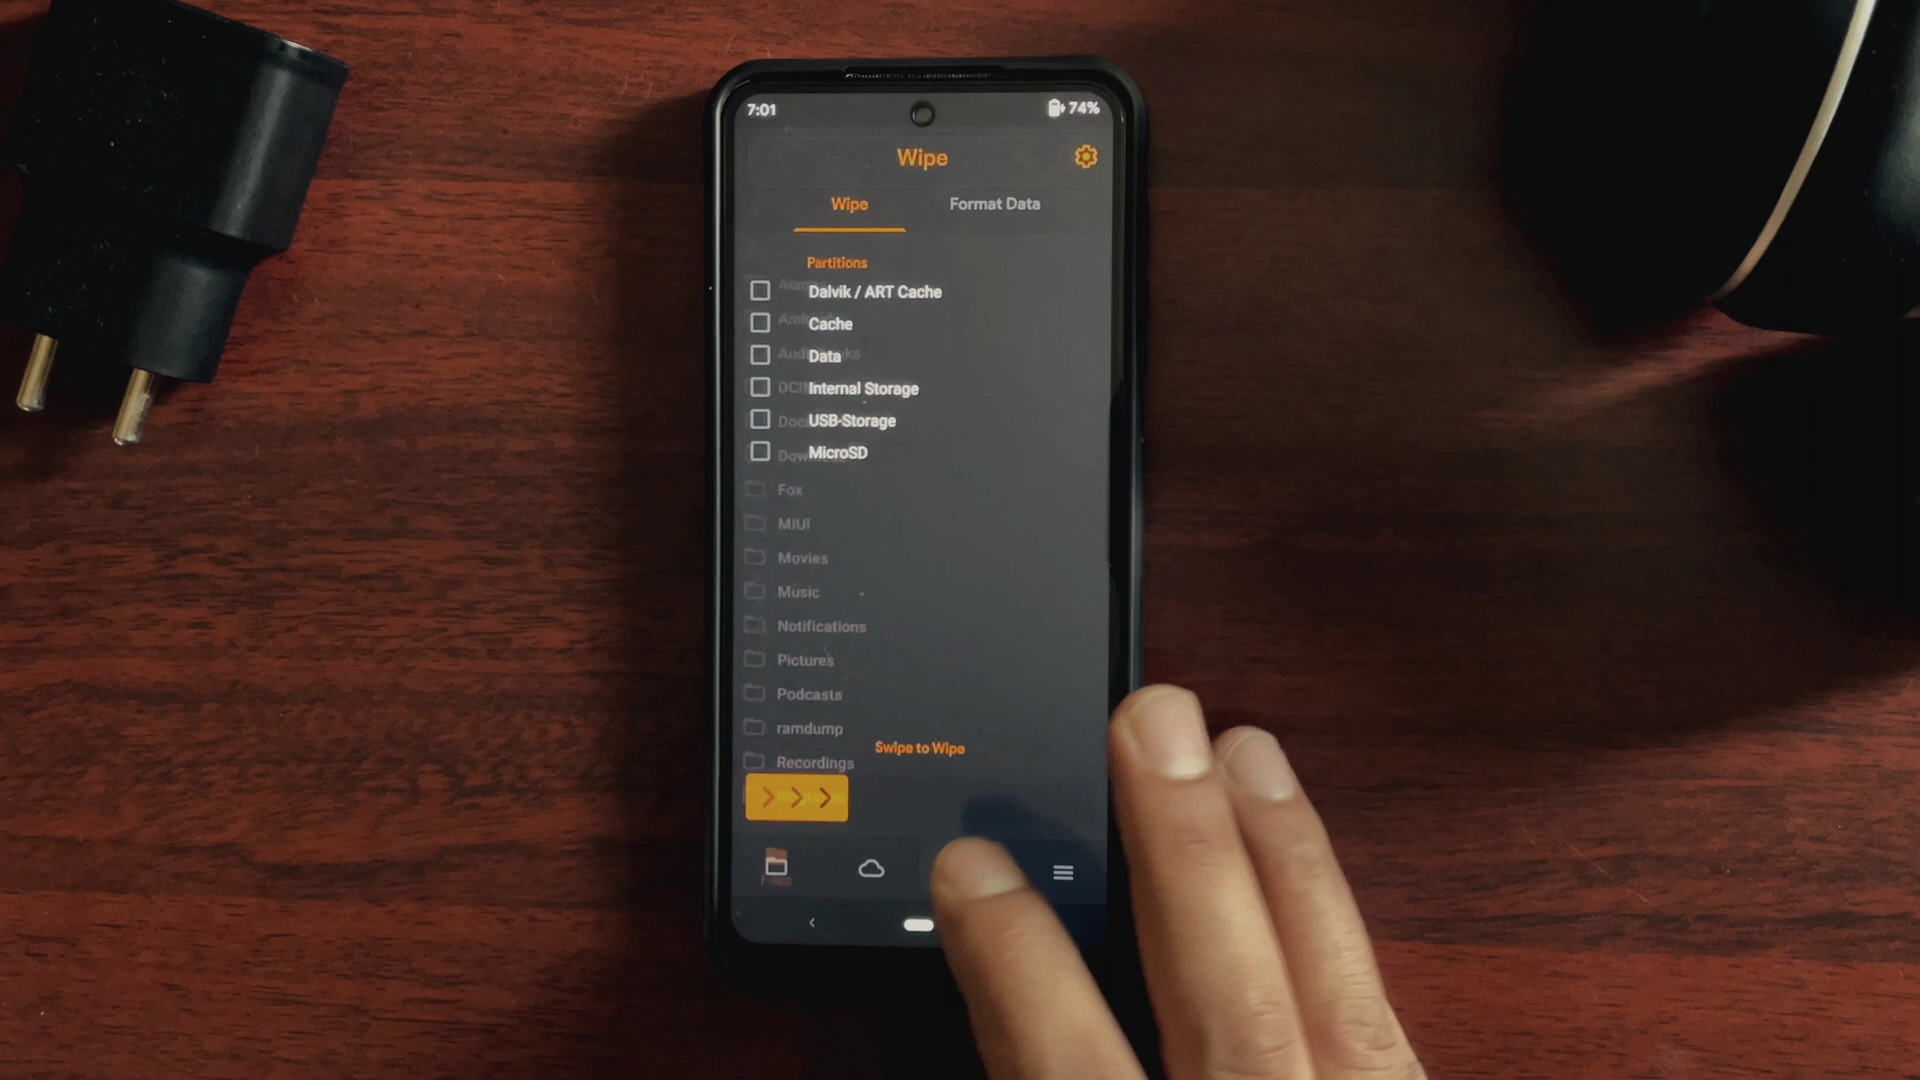 7:01
74%
Wipe
Wipe
Format Data
Partitions
Dalvik / ART Cache
Cache
Data
Internal Storage
USB-Storage
MicroSD
Fox
MIUI
Movies
Music
Notifications
Pictures
Podcasts
ramdump
Recordings
Swipe to Wipe